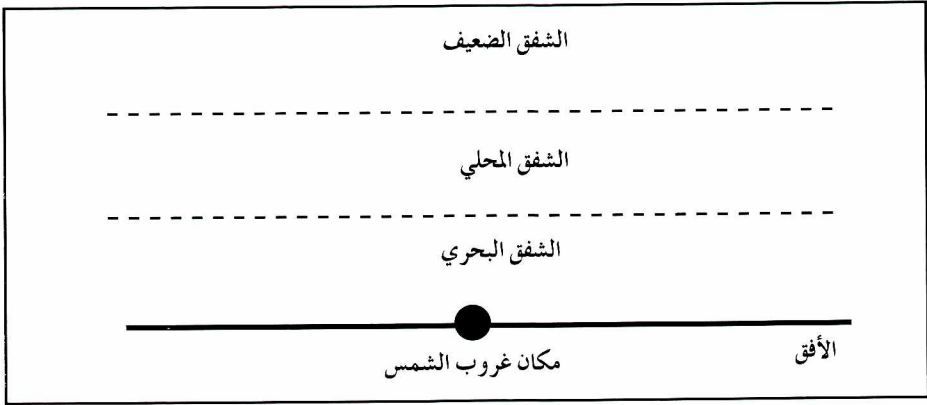 الشفق الضعيف
الشفق المحلي
الشفق البحري
الأفق
مكان غروب الشمس